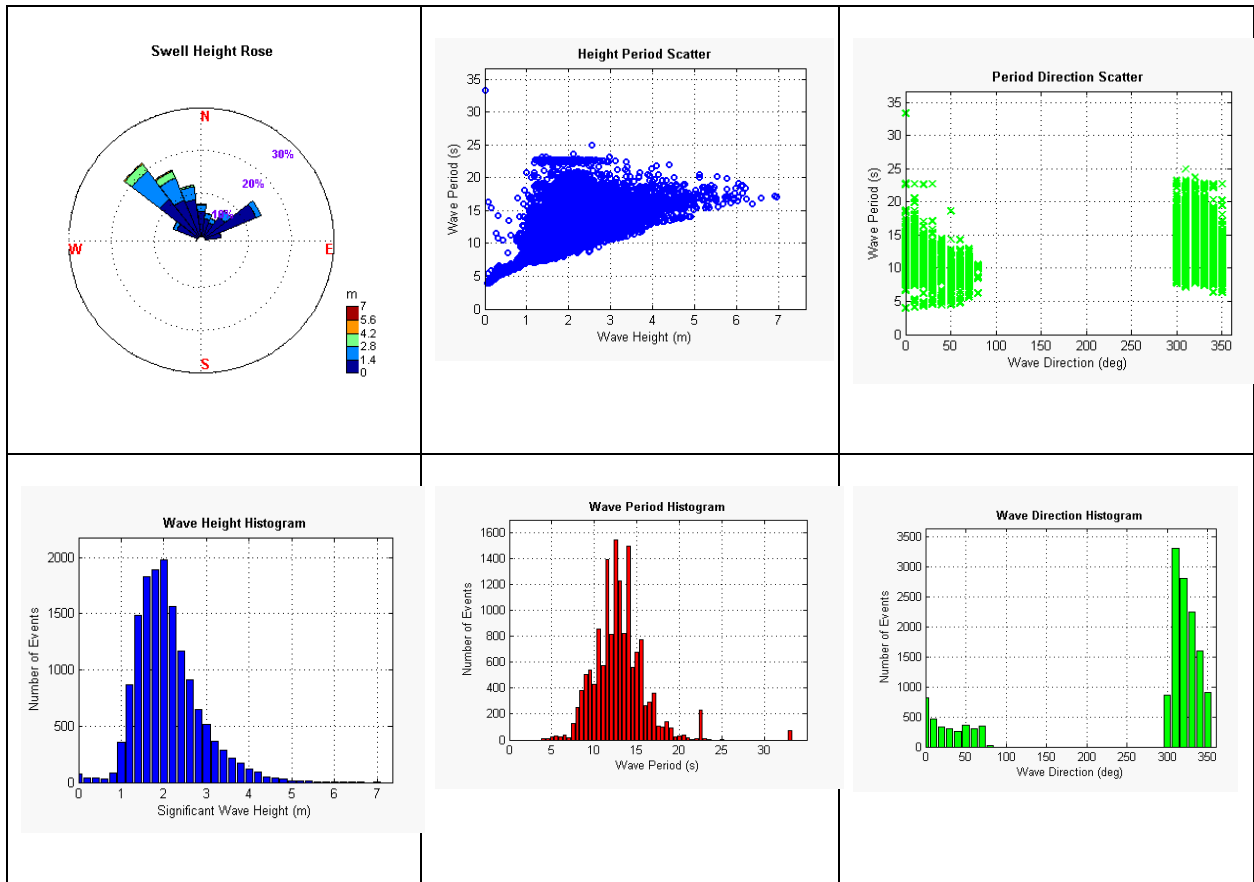 Swell Height Rose
N
30%
20%
10%
W
E
S
m
7
5.6
4.2
2.8
1.4
0
Height Period Scatter
Wave Period (s)
35
30
25
20
15
10
5
0
0 1 2 3 4 5 6 7
Wave Height (m)
Period Direction Scatter
Wave Period (s)
35
30
25
20
15
10
5
0
0 50 100 150 200 250 300 350
Wave Direction (deg)
Wave Height Histogram
Number of Events
2000
1500
1000
500
0
0 1 2 3 4 5 6 7
Significant Wave Height (m)
Wave Period Histogram
Number of Events
1600
1400
1200
1000
800
600
400
200
0
0 5 10 15 20 25 30
Wave Period (s)
Wave Direction Histogram
Number of Events
3500
3000
2500
2000
1500
1000
500
0
0 50 100 150 200 250 300 350
Wave Direction (deg)